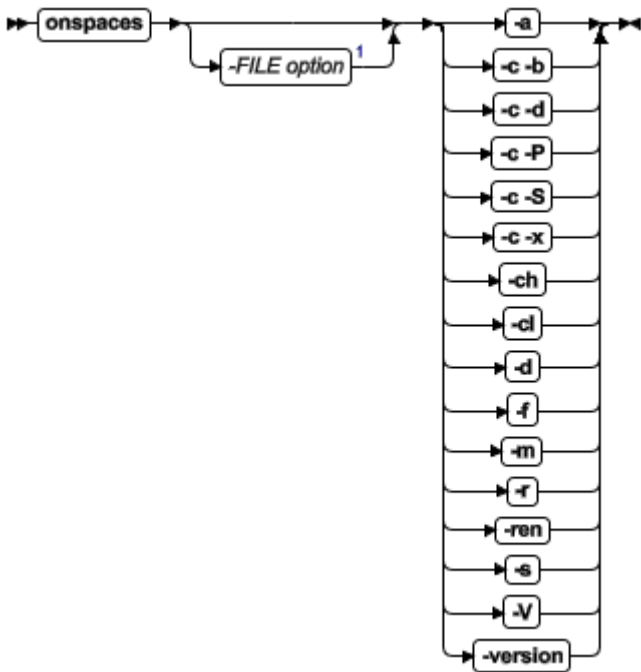 onspaces -a
-FILE option 1 -c -b
-c -d
-c -P
-c -S
-c -x
-ch
-cl
-d
-f
-m
-r
-ren
-s
-V
-version